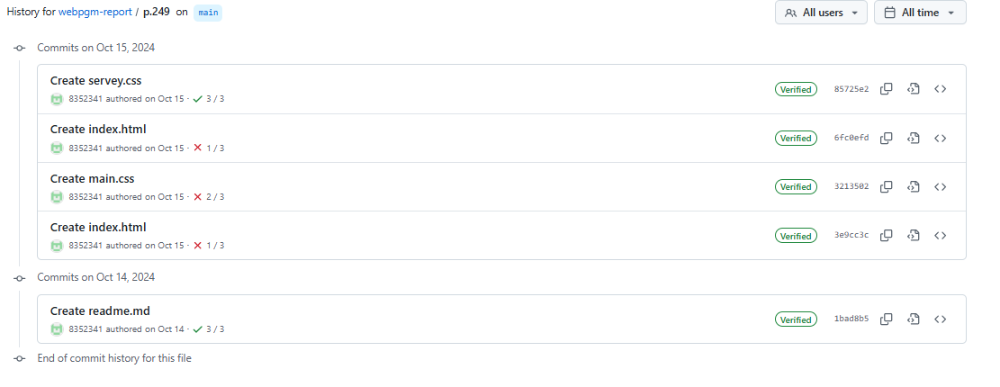 History for webpgm-report / p.249 on main
All users
All time
Commits on Oct 15, 2024
Create servey.css
8352341 authored on Oct 15 · 3 / 3
Verified
85725e2
Create index.html
8352341 authored on Oct 15 · 1 / 3
Verified
6fc0efd
Create main.css
8352341 authored on Oct 15 · 2 / 3
Verified
3213502
Create index.html
8352341 authored on Oct 15 · 1 / 3
Verified
3e9cc3c
Commits on Oct 14, 2024
Create readme.md
8352341 authored on Oct 14 · 3 / 3
Verified
1bad8b5
End of commit history for this file